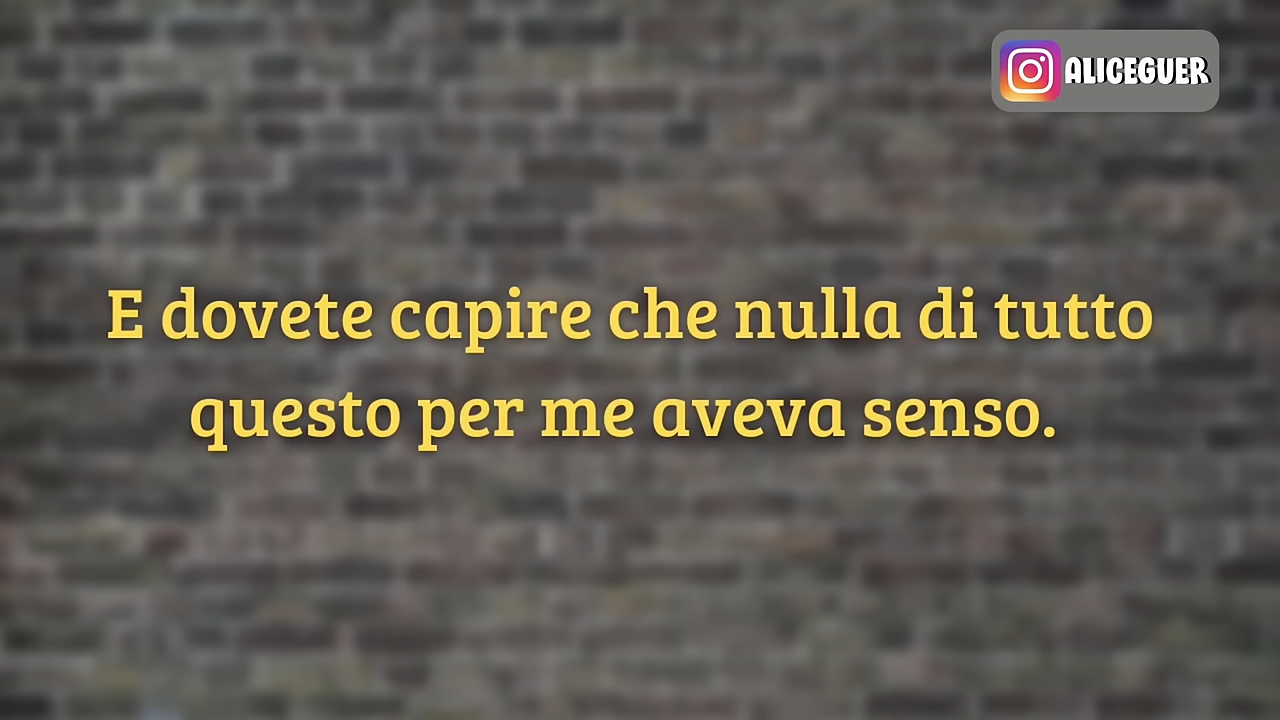 ALICEGUER
E dovete capire che nulla di tutto
questo per me aveva senso.